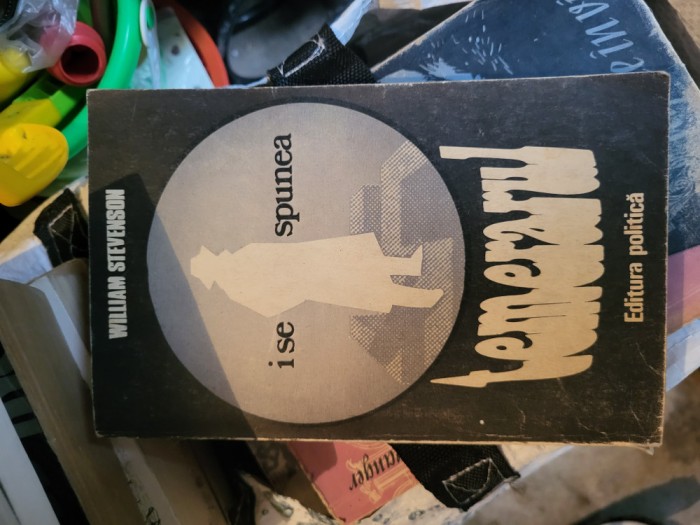 WILLIAM STEVENSON
i se spunea
temerarul
Editura politică